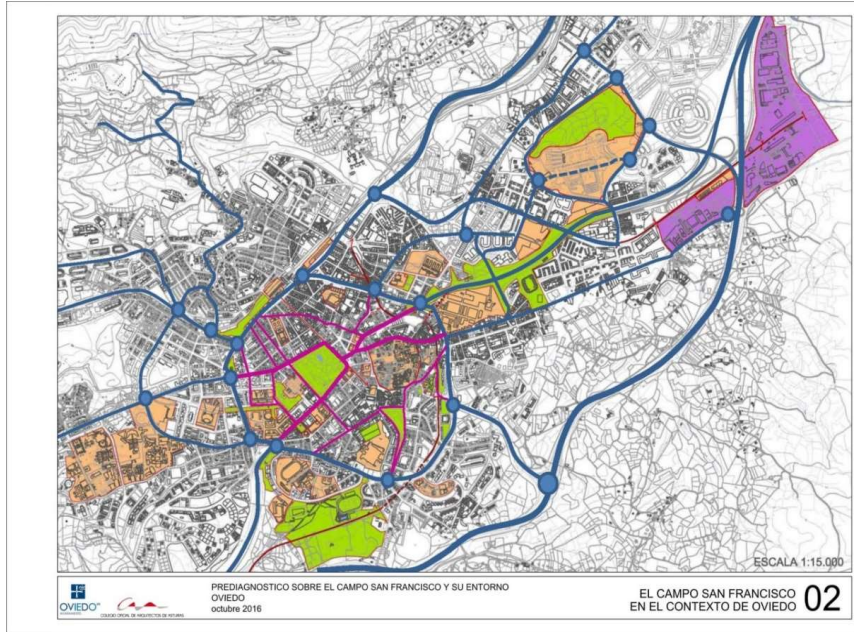 ESCALA 1:15.000
OVIEDO
COLEGIO OFICIAL DE ARQUITECTOS DE ASTURIAS
PREDIAGNOSTICO SOBRE EL CAMPO SAN FRANCISCO Y SU ENTORNO
OVIEDO
octubre 2016
EL CAMPO SAN FRANCISCO
EN EL CONTEXTO DE OVIEDO
02